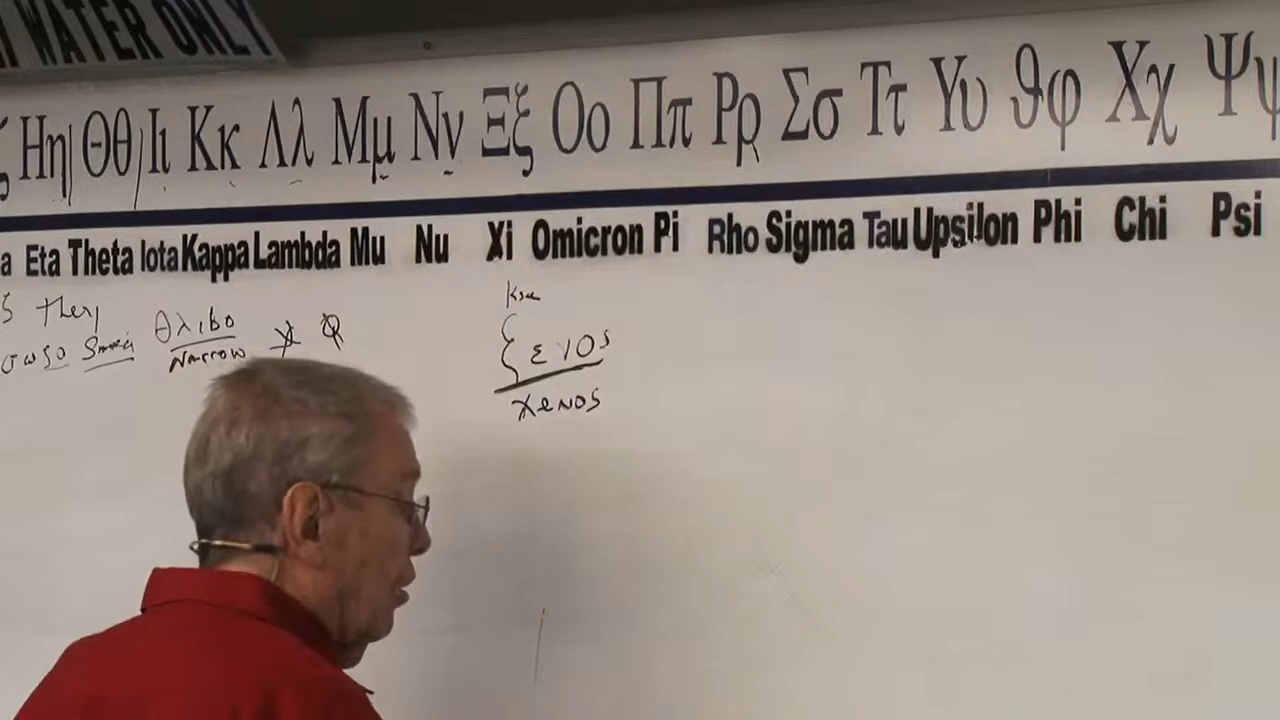 WATER ONLY
Ηη Θθ Ιι Κκ Λλ Μμ Νν Ξξ Οο Ππ Ρρ Σσ Ττ Υυ ϑφ Χχ Ψψ
a Eta Theta Iota Kappa Lambda Mu Nu Xi Omicron Pi Rho Sigma Tau Upsilon Phi Chi Psi
θλιβο
Narrow
ξενος
xenos